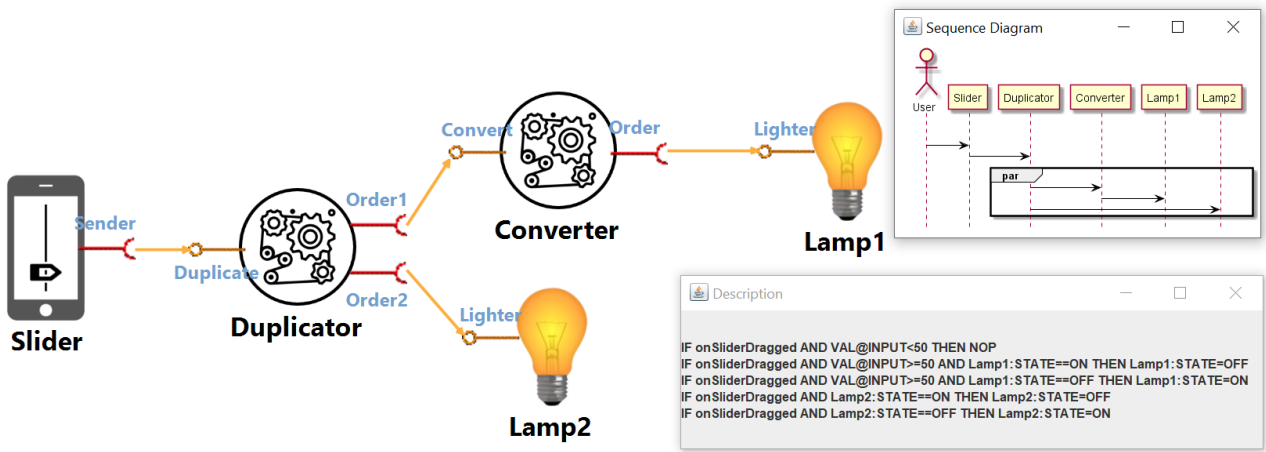 Sender
Slider
Duplicate
Duplicator
Order1
Order2
Convert
Converter
Order
Lighter
Lamp1
Lighter
Lamp2
Sequence Diagram
User
Slider
Duplicator
Converter
Lamp1
Lamp2
par
Description
IF onSliderDragged AND VAL@INPUT<50 THEN NOP
IF onSliderDragged AND VAL@INPUT>=50 AND Lamp1:STATE==ON THEN Lamp1:STATE=OFF
IF onSliderDragged AND VAL@INPUT>=50 AND Lamp1:STATE==OFF THEN Lamp1:STATE=ON
IF onSliderDragged AND Lamp2:STATE==ON THEN Lamp2:STATE=OFF
IF onSliderDragged AND Lamp2:STATE==OFF THEN Lamp2:STATE=ON